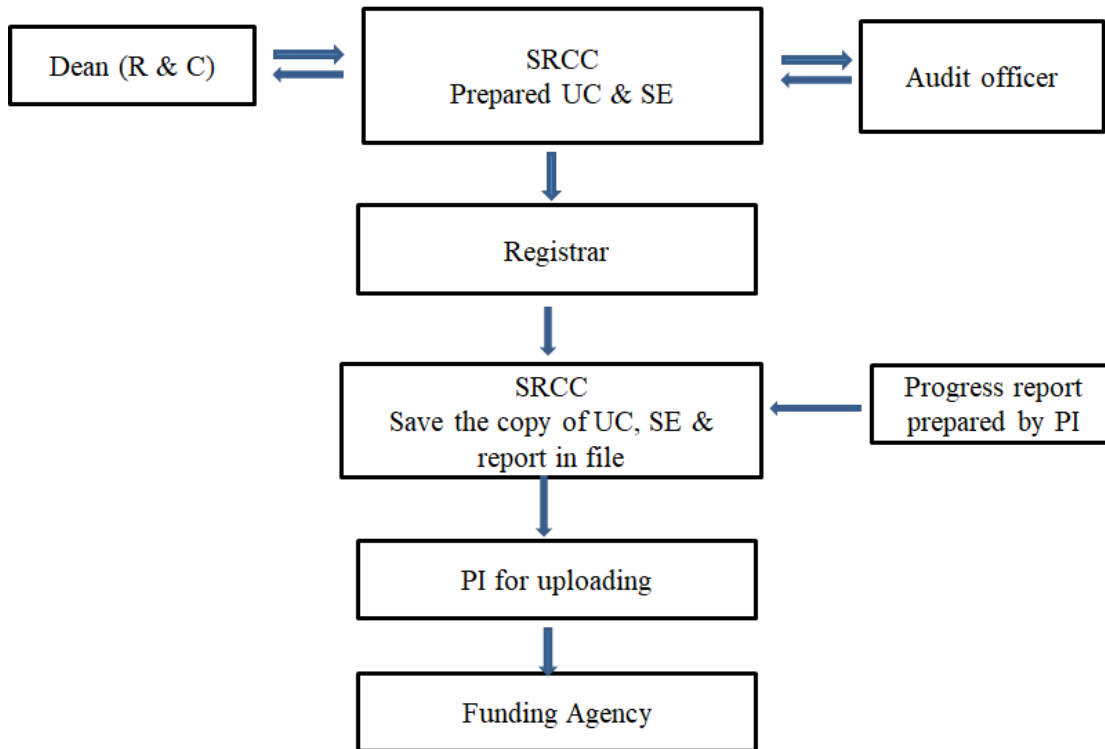 Dean (R & C)
SRCC
Prepared UC & SE
Audit officer
Registrar
SRCC
Save the copy of UC, SE &
report in file
Progress report
prepared by PI
PI for uploading
Funding Agency